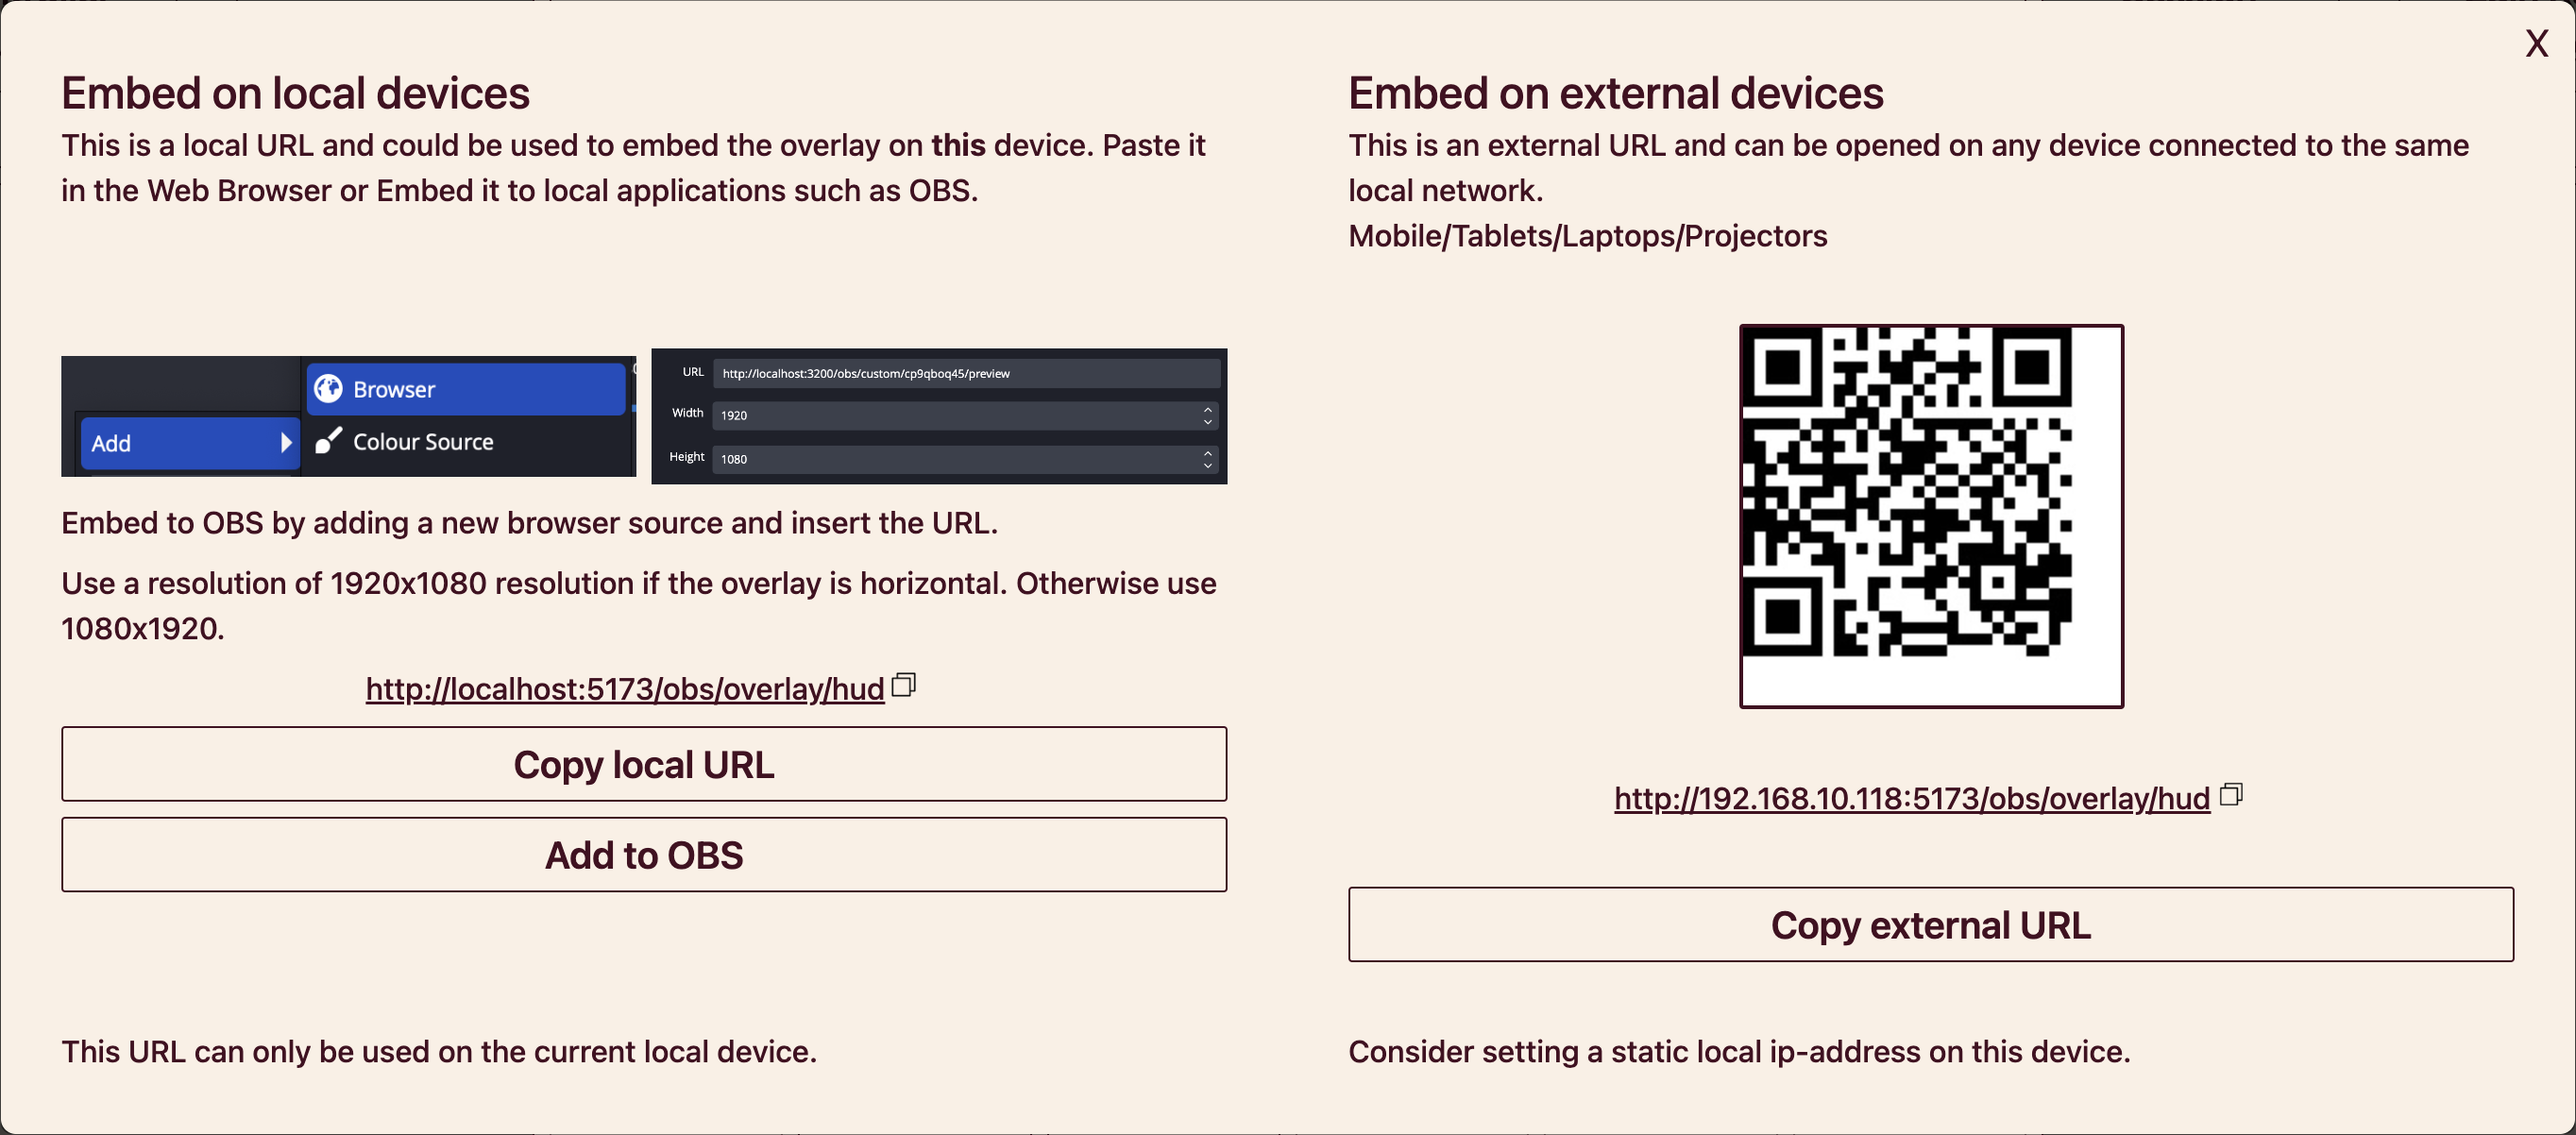 X
Embed on local devices
This is a local URL and could be used to embed the overlay on this device. Paste it
in the Web Browser or Embed it to local applications such as OBS.
Browser
Add
Colour Source
URL http://localhost:3200/obs/custom/cp9qboq45/preview
Width 1920
Height 1080
Embed to OBS by adding a new browser source and insert the URL.
Use a resolution of 1920x1080 resolution if the overlay is horizontal. Otherwise use
1080x1920.
http://localhost:5173/obs/overlay/hud
Copy local URL
Add to OBS
This URL can only be used on the current local device.
Embed on external devices
This is an external URL and can be opened on any device connected to the same
local network.
Mobile/Tablets/Laptops/Projectors
http://192.168.10.118:5173/obs/overlay/hud
Copy external URL
Consider setting a static local ip-address on this device.